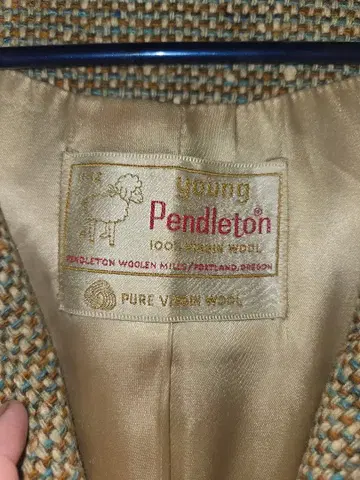 young
Pendleton®
100% VIRGIN WOOL
PENDLETON WOOLEN MILLS/PORTLAND, OREGON
PURE VIRGIN WOOL